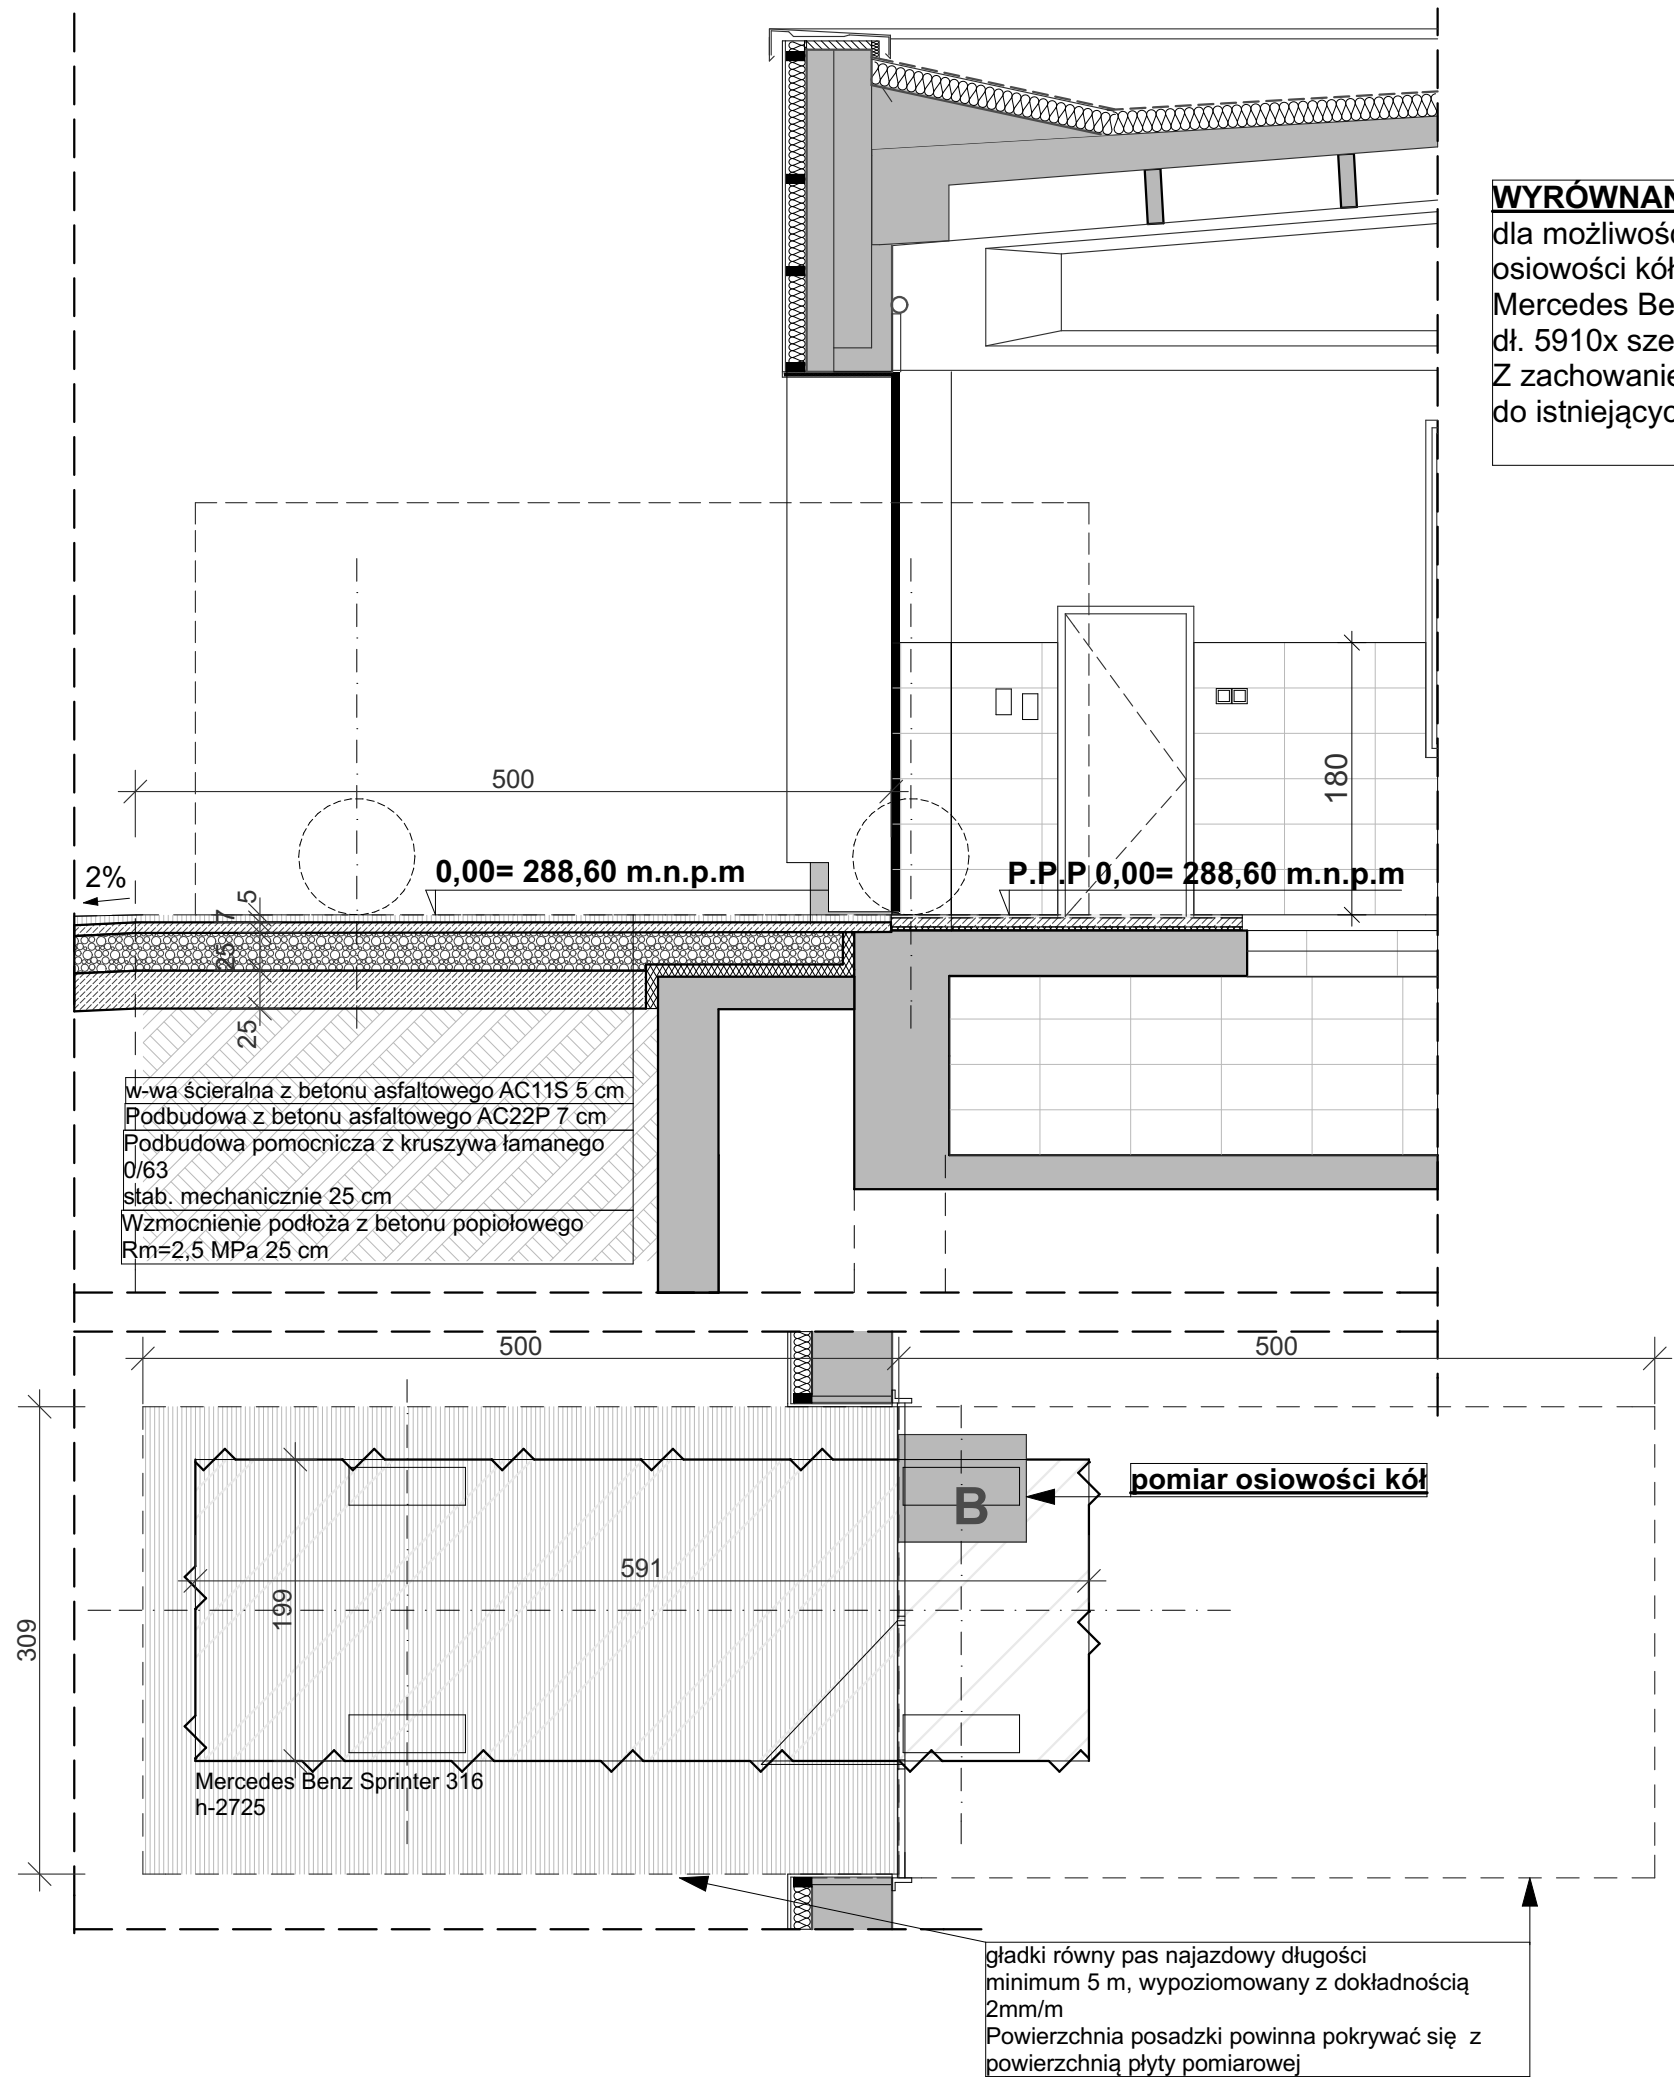 WYRÓWNAN
dla możliwośc
osiowości kół
Mercedes Be
dł. 5910x sze
Z zachowanie
do istniejącyc
500
180
2%
0,00= 288,60 m.n.p.m
P.P.P 0,00= 288,60 m.n.p.m
5
7
25
25
w-wa ścieralna z betonu asfaltowego AC11S 5 cm
Podbudowa z betonu asfaltowego AC22P 7 cm
Podbudowa pomocnicza z kruszywa łamanego
0/63
stab. mechanicznie 25 cm
Wzmocnienie podłoża z betonu popiołowego
Rm=2,5 MPa 25 cm
500
500
pomiar osiowości kół
B
591
199
309
Mercedes Benz Sprinter 316
h-2725
gładki równy pas najazdowy długości
minimum 5 m, wypoziomowany z dokładnością
2mm/m
Powierzchnia posadzki powinna pokrywać się z
powierzchnią płyty pomiarowej